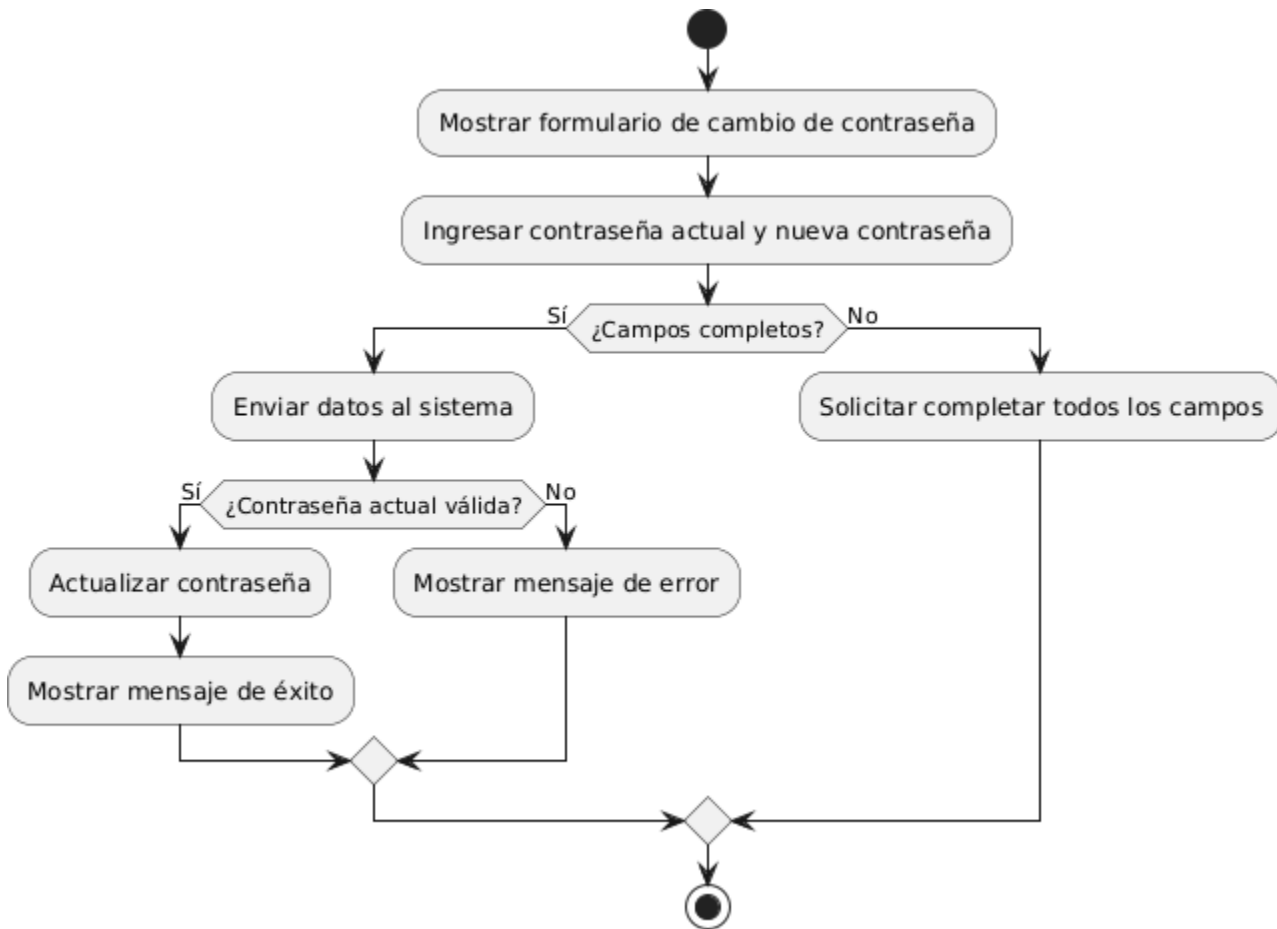 Mostrar formulario de cambio de contraseña
Ingresar contraseña actual y nueva contraseña
Sí
¿Campos completos?
No
Enviar datos al sistema
Solicitar completar todos los campos
Sí
¿Contraseña actual válida?
No
Actualizar contraseña
Mostrar mensaje de error
Mostrar mensaje de éxito